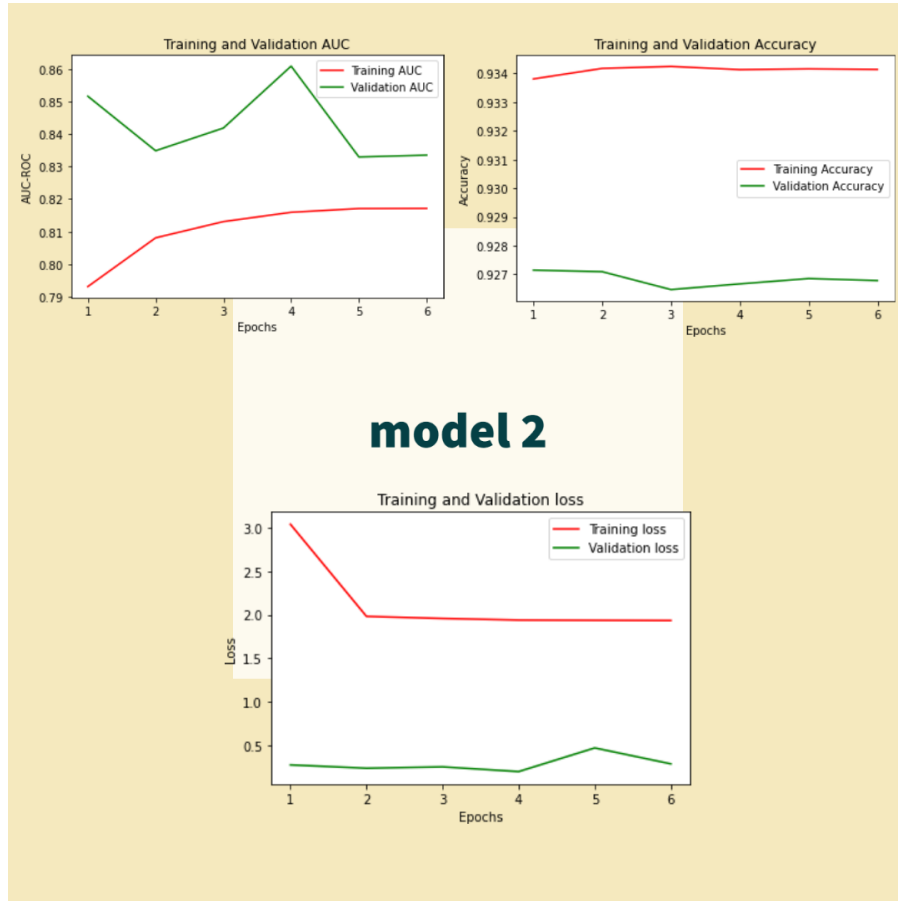 Training and Validation AUC
0.86
0.85
0.84
0.83
0.82
0.81
0.80
0.79
AUC-ROC
Training AUC
Validation AUC
1 2 3 4 5 6
Epochs
Training and Validation Accuracy
0.934
0.933
0.932
0.931
0.930
0.929
0.928
0.927
Accuracy
Training Accuracy
Validation Accuracy
1 2 3 4 5 6
Epochs
model 2
Training and Validation loss
3.0
2.5
2.0
1.5
1.0
0.5
Loss
Training loss
Validation loss
1 2 3 4 5 6
Epochs